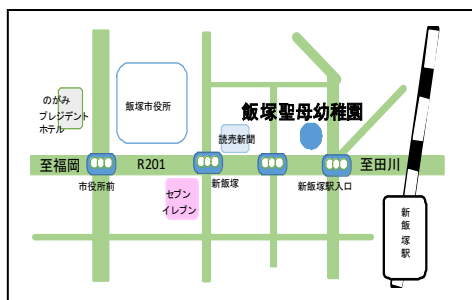 のがみ
プレジデント
ホテル
飯塚市役所
飯塚聖母幼稚園
読売新聞
至福岡
R201
至田川
市役所前
新飯塚
新飯塚駅入口
セブン
イレブン
新飯塚駅